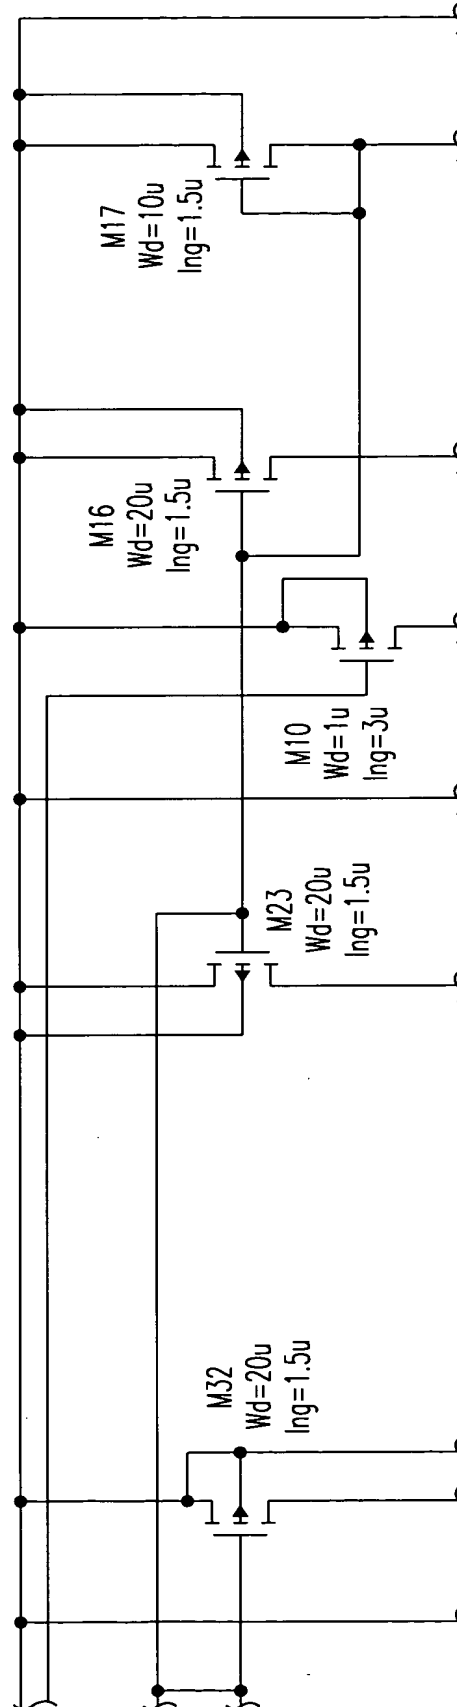 M17
Wd=10u
lng=1.5u
M16
Wd=20u
lng=1.5u
M10
Wd=1u
lng=3u
M23
Wd=20u
lng=1.5u
M32
Wd=20u
lng=1.5u